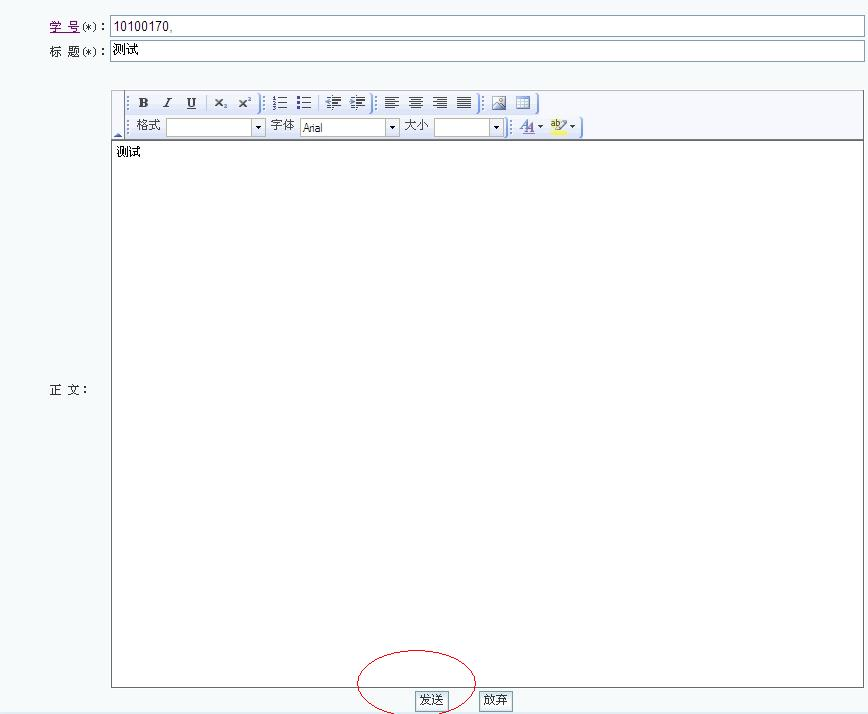 学 号(*)：10100170,
标 题(*)：测试
B I U x₂ x²
格式 字体 Arial 大小 A ab
测试
正 文：
发送 放弃